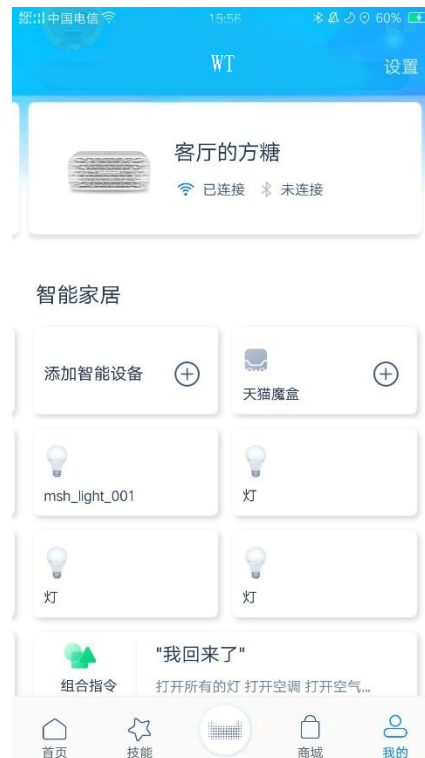 中国电信 15:56 60%
WT
设置
客厅的方糖
已连接 未连接
智能家居
添加智能设备
天猫魔盒
msh_light_001
灯
灯
灯
"我回来了"
组合指令
打开所有的灯 打开空调 打开空气...
首页 技能 商城 我的